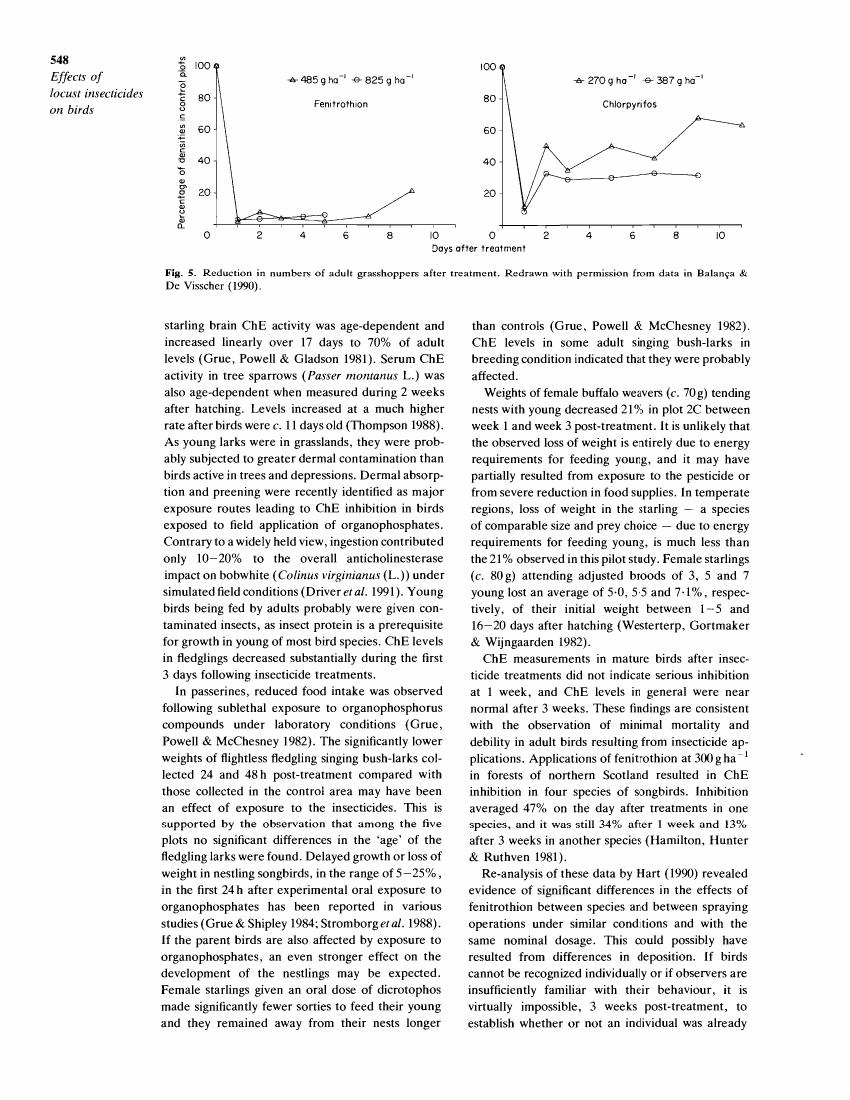 548
Effects of
locust insecticides
on birds
Percentage of densities in control plots
100
80
60
40
20
485 g ha⁻¹ 825 g ha⁻¹
Fenitrothion
0 2 4 6 8 10
100
80
60
40
20
270 g ha⁻¹ 387 g ha⁻¹
Chlorpyrifos
0 2 4 6 8 10
Days after treatment
Fig. 5. Reduction in numbers of adult grasshoppers after treatment. Redrawn with permission from data in Balança &
De Visscher (1990).
starling brain ChE activity was age-dependent and
increased linearly over 17 days to 70% of adult
levels (Grue, Powell & Gladson 1981). Serum ChE
activity in tree sparrows (Passer montanus L.) was
also age-dependent when measured during 2 weeks
after hatching. Levels increased at a much higher
rate after birds were c. 11 days old (Thompson 1988).
As young larks were in grasslands, they were prob-
ably subjected to greater dermal contamination than
birds active in trees and depressions. Dermal absorp-
tion and preening were recently identified as major
exposure routes leading to ChE inhibition in birds
exposed to field application of organophosphates.
Contrary to a widely held view, ingestion contributed
only 10–20% to the overall anticholinesterase
impact on bobwhite (Colinus virginianus (L.)) under
simulated field conditions (Driver et al. 1991). Young
birds being fed by adults probably were given con-
taminated insects, as insect protein is a prerequisite
for growth in young of most bird species. ChE levels
in fledglings decreased substantially during the first
3 days following insecticide treatments.
In passerines, reduced food intake was observed
following sublethal exposure to organophosphorus
compounds under laboratory conditions (Grue,
Powell & McChesney 1982). The significantly lower
weights of flightless fledgling singing bush-larks col-
lected 24 and 48 h post-treatment compared with
those collected in the control area may have been
an effect of exposure to the insecticides. This is
supported by the observation that among the five
plots no significant differences in the 'age' of the
fledgling larks were found. Delayed growth or loss of
weight in nestling songbirds, in the range of 5–25%,
in the first 24 h after experimental oral exposure to
organophosphates has been reported in various
studies (Grue & Shipley 1984; Stromborg et al. 1988).
If the parent birds are also affected by exposure to
organophosphates, an even stronger effect on the
development of the nestlings may be expected.
Female starlings given an oral dose of dicrotophos
made significantly fewer sorties to feed their young
and they remained away from their nests longer
than controls (Grue, Powell & McChesney 1982).
ChE levels in some adult singing bush-larks in
breeding condition indicated that they were probably
affected.
Weights of female buffalo weavers (c. 70 g) tending
nests with young decreased 21% in plot 2C between
week 1 and week 3 post-treatment. It is unlikely that
the observed loss of weight is entirely due to energy
requirements for feeding young, and it may have
partially resulted from exposure to the pesticide or
from severe reduction in food supplies. In temperate
regions, loss of weight in the starling — a species
of comparable size and prey choice — due to energy
requirements for feeding young, is much less than
the 21% observed in this pilot study. Female starlings
(c. 80 g) attending adjusted broods of 3, 5 and 7
young lost an average of 5·0, 5·5 and 7·1%, respec-
tively, of their initial weight between 1–5 and
16–20 days after hatching (Westerterp, Gortmaker
& Wijngaarden 1982).
ChE measurements in mature birds after insec-
ticide treatments did not indicate serious inhibition
at 1 week, and ChE levels in general were near
normal after 3 weeks. These findings are consistent
with the observation of minimal mortality and
debility in adult birds resulting from insecticide ap-
plications. Applications of fenitrothion at 300 g ha⁻¹
in forests of northern Scotland resulted in ChE
inhibition in four species of songbirds. Inhibition
averaged 47% on the day after treatments in one
species, and it was still 34% after 1 week and 13%
after 3 weeks in another species (Hamilton, Hunter
& Ruthven 1981).
Re-analysis of these data by Hart (1990) revealed
evidence of significant differences in the effects of
fenitrothion between species and between spraying
operations under similar conditions and with the
same nominal dosage. This could possibly have
resulted from differences in deposition. If birds
cannot be recognized individually or if observers are
insufficiently familiar with their behaviour, it is
virtually impossible, 3 weeks post-treatment, to
establish whether or not an individual was already